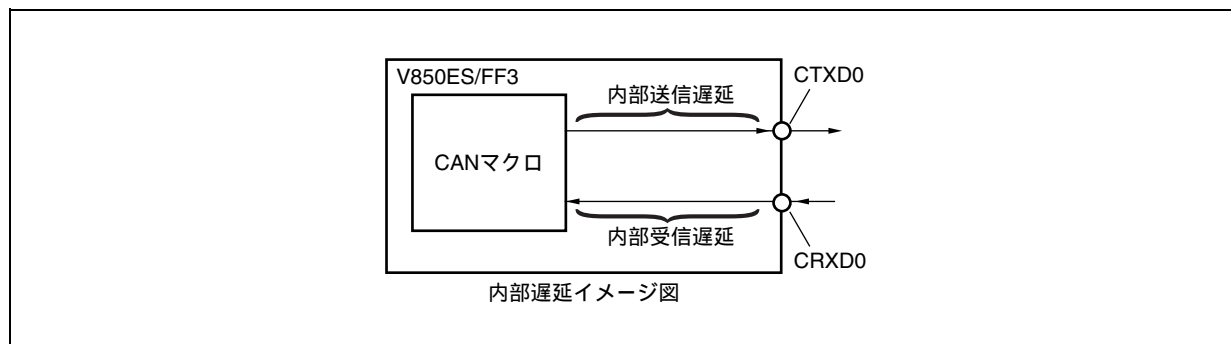 V850ES/FF3
CTXD0
内部送信遅延
CANマクロ
内部受信遅延
CRXD0
内部遅延イメージ図